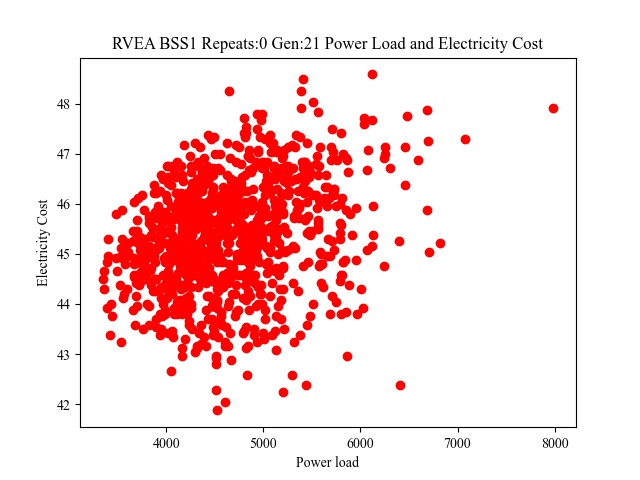 RVEA BSS1 Repeats:0 Gen:21 Power Load and Electricity Cost
48
47
46
45
44
43
42
Electricity Cost
4000 5000 6000 7000 8000
Power load